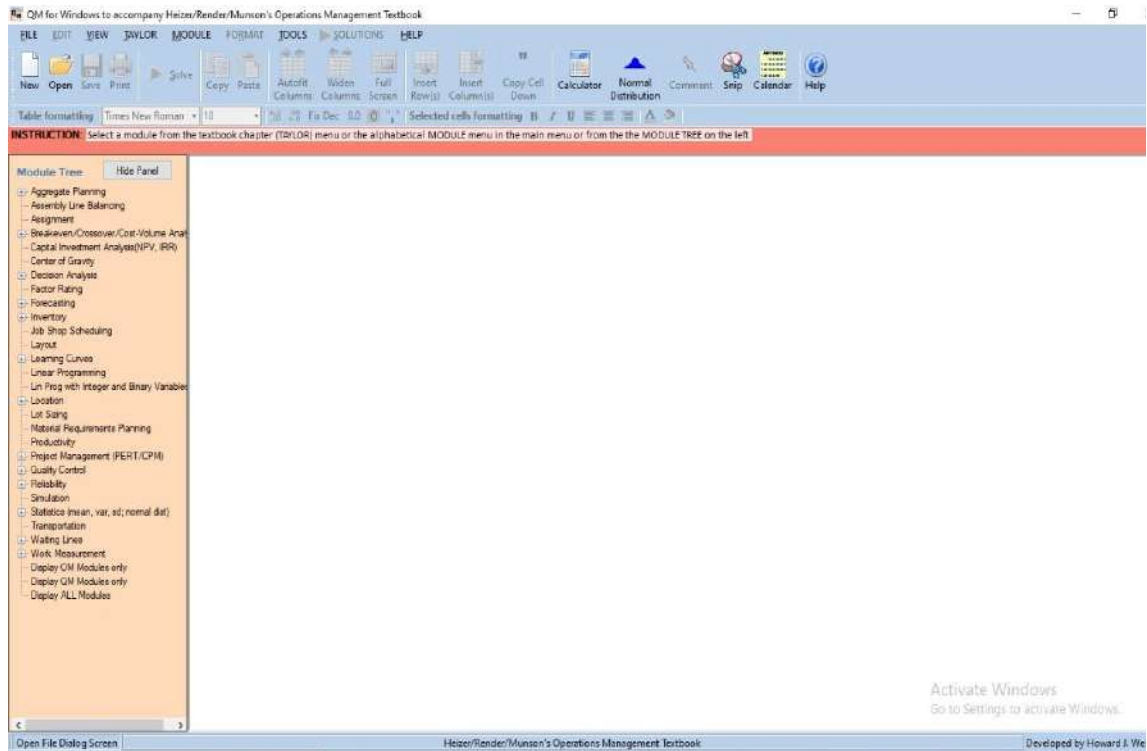 QM for Windows to accompany Heizer/Render/Munson's Operations Management Textbook
FILE EDIT VIEW TAYLOR MODULE FORMAT TOOLS SOLUTIONS HELP
New Open Save Print Solve Copy Paste Autofit Columns Widen Columns Full Screen Insert Row(s) Insert Column(s) Copy Cell Down Calculator Normal Distribution Comment Snip Calendar Help
Table formatting Times New Roman 10 Fix Dec 0.0 Selected cells formatting B I U A
INSTRUCTION: Select a module from the textbook chapter (TAYLOR) menu or the alphabetical MODULE menu in the main menu or from the the MODULE TREE on the left
Module Tree Hide Panel
Aggregate Planning
Assembly Line Balancing
Assignment
Breakeven/Crossover/Cost-Volume Anal
Capital Investment Analysis(NPV, IRR)
Center of Gravity
Decision Analysis
Factor Rating
Forecasting
Inventory
Job Shop Scheduling
Layout
Learning Curves
Linear Programming
Lin Prog with Integer and Binary Variables
Location
Lot Sizing
Material Requirements Planning
Productivity
Project Management (PERT/CPM)
Quality Control
Reliability
Simulation
Statistics (mean, var, sd; normal dist)
Transportation
Waiting Lines
Work Measurement
Display OM Modules only
Display QM Modules only
Display ALL Modules
Activate Windows
Go to Settings to activate Windows.
Open File Dialog Screen Heizer/Render/Munson's Operations Management Textbook Developed by Howard J. We